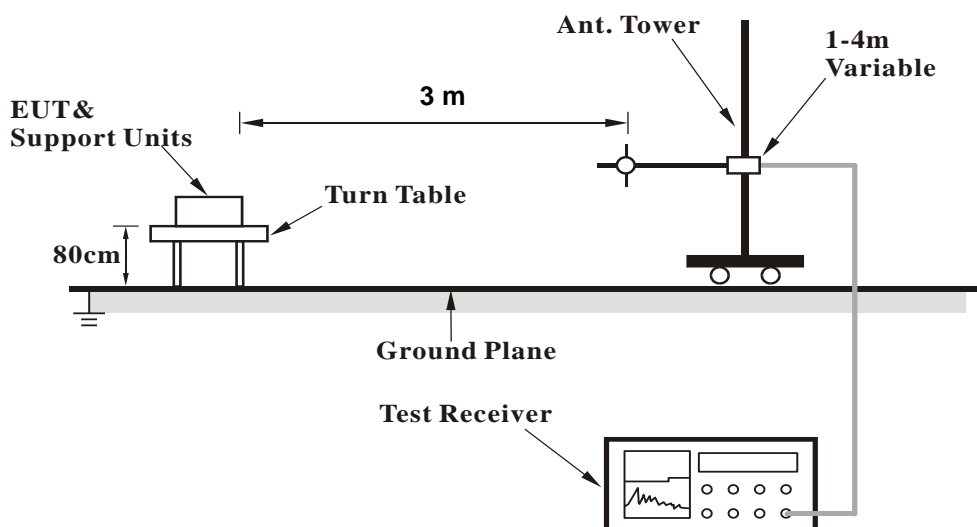 Ant. Tower
1-4m
Variable
3 m
EUT&
Support Units
Turn Table
80cm
Ground Plane
Test Receiver